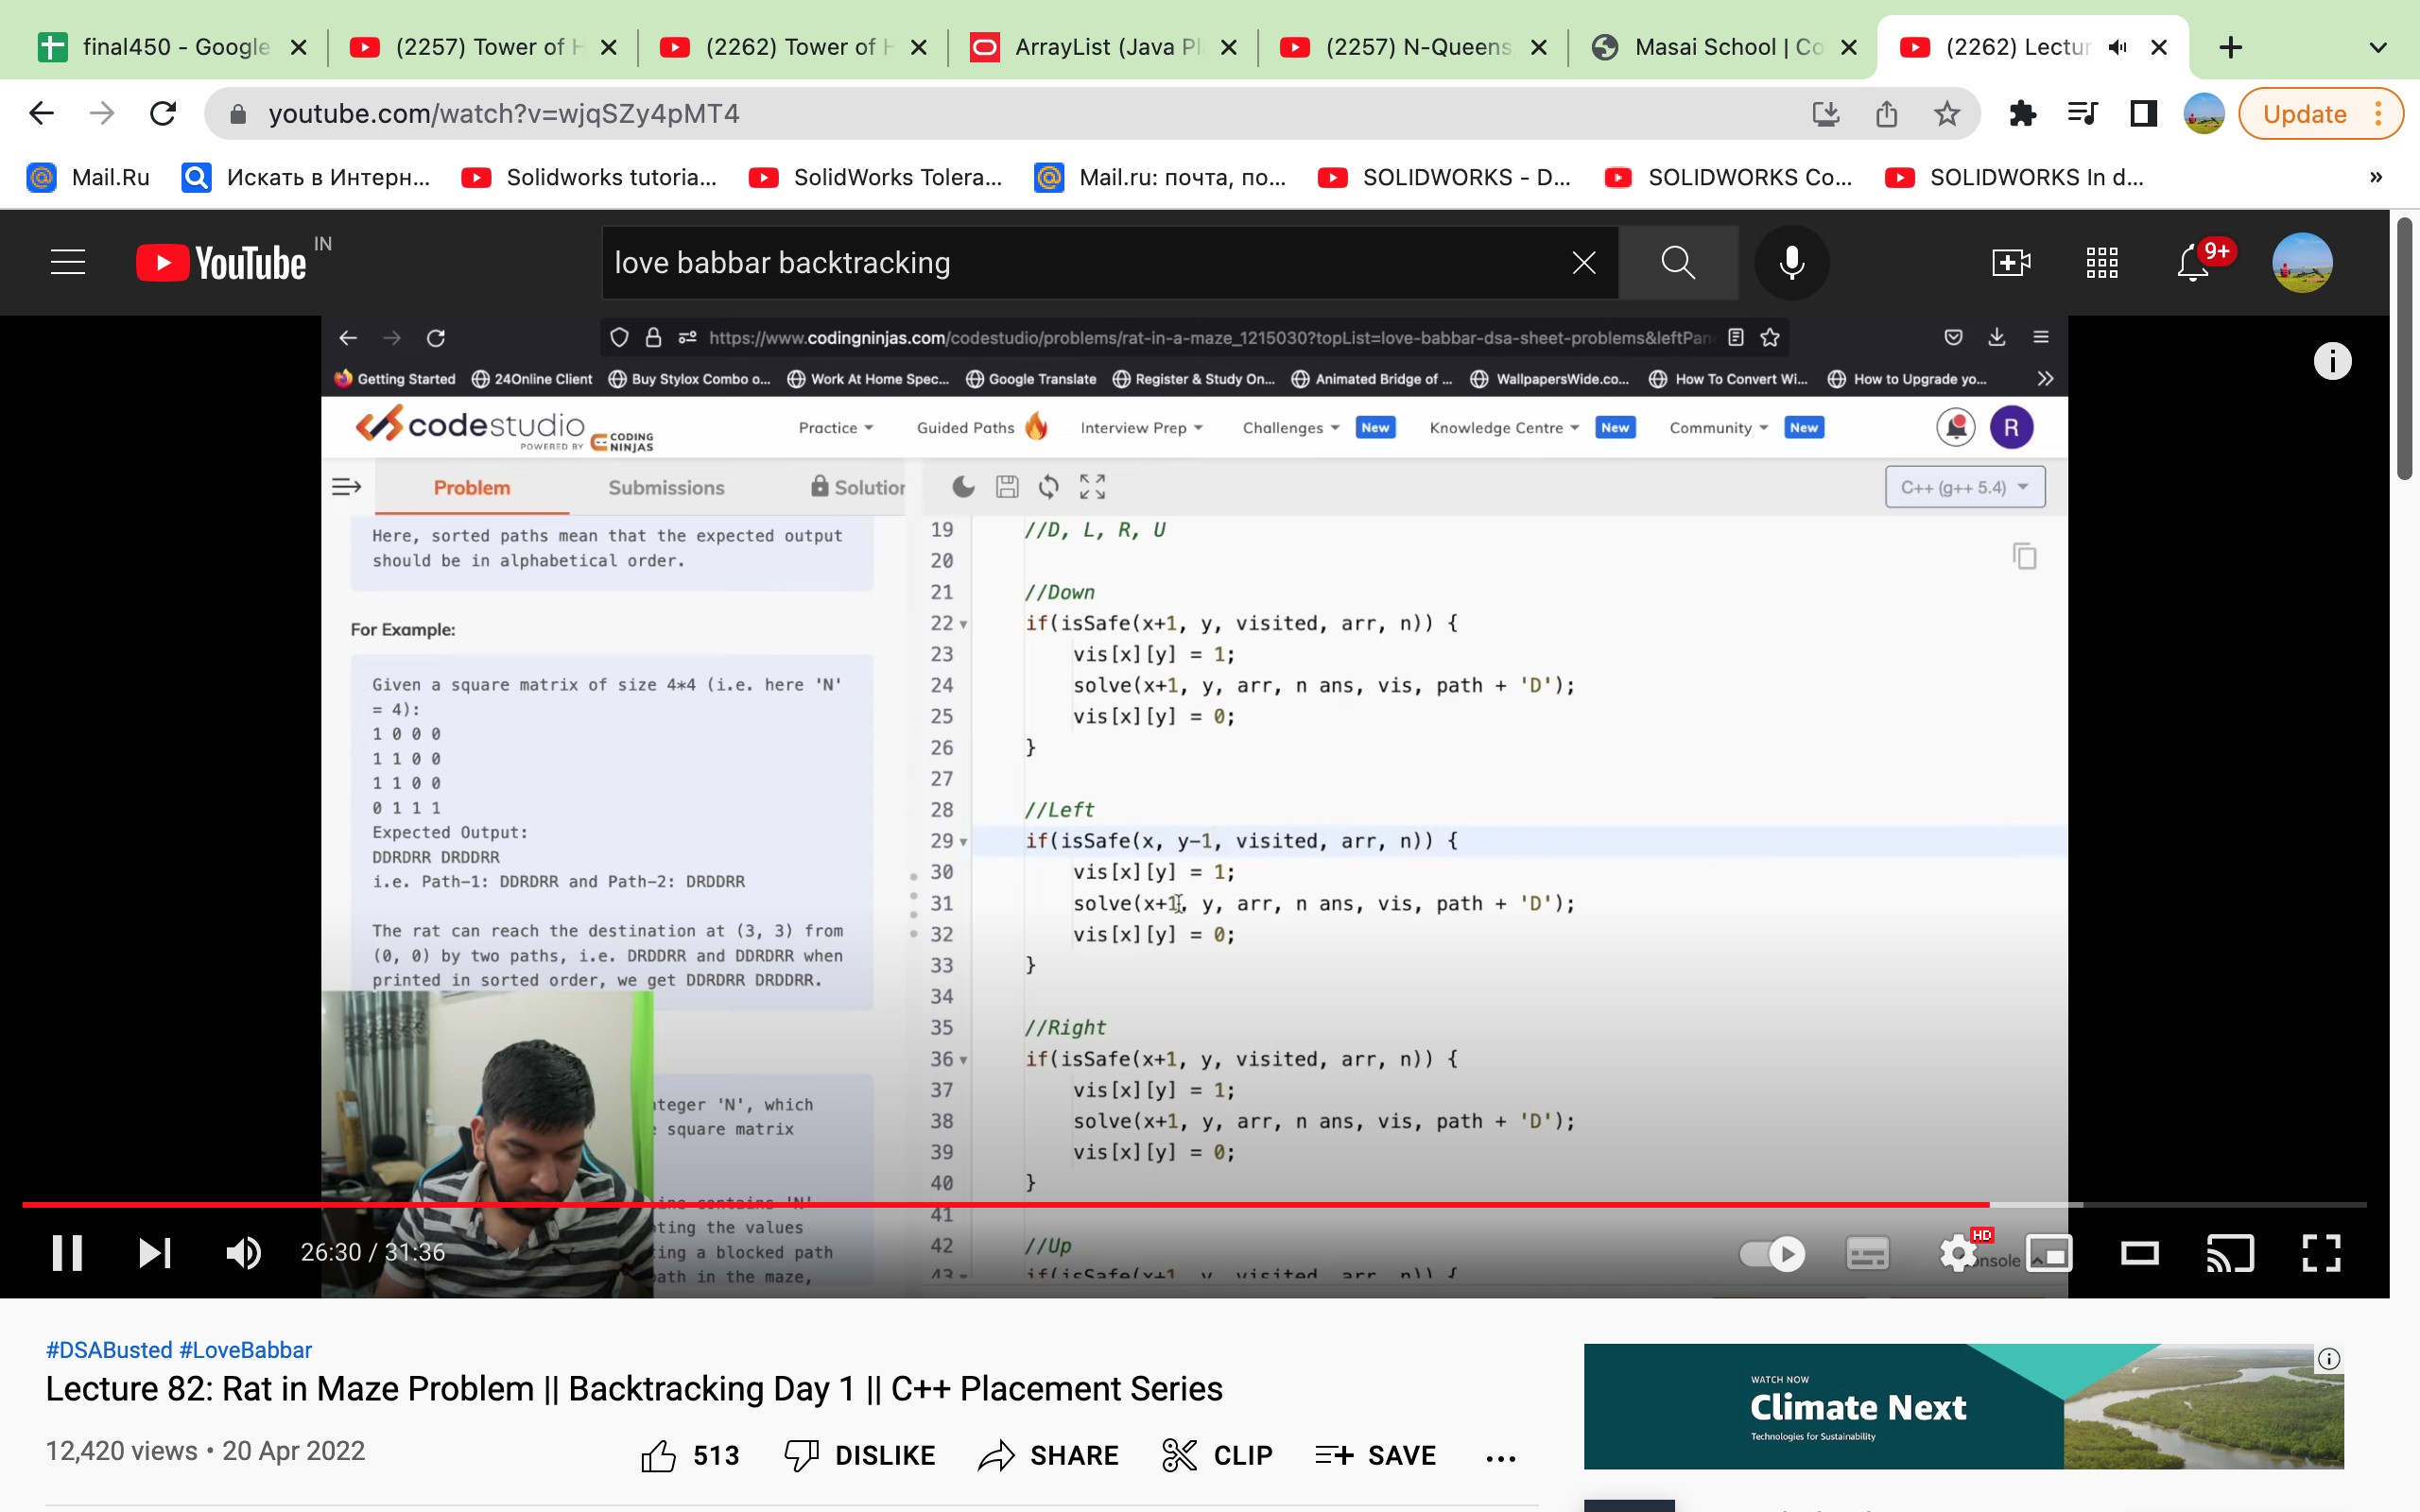 final450 - Google
(2257) Tower of H
(2262) Tower of H
ArrayList (Java Pl
(2257) N-Queens
Masai School | Co
(2262) Lectur
youtube.com/watch?v=wjqSZy4pMT4
Update
Mail.Ru
Искать в Интерн...
Solidworks tutoria...
SolidWorks Tolera...
Mail.ru: почта, по...
SOLIDWORKS - D...
SOLIDWORKS Co...
SOLIDWORKS In d...
»
YouTube IN
love babbar backtracking
9+
https://www.codingninjas.com/codestudio/problems/rat-in-a-maze_1215030?topList=love-babbar-dsa-sheet-problems&leftPan
Getting Started
24Online Client
Buy Stylox Combo o...
Work At Home Spec...
Google Translate
Register & Study On...
Animated Bridge of ...
WallpapersWide.co...
How To Convert Wi...
How to Upgrade yo...
codestudio
POWERED BY CODING NINJAS
Practice
Guided Paths
Interview Prep
Challenges New
Knowledge Centre New
Community New
R
Problem
Submissions
Solution
C++ (g++ 5.4)
Here, sorted paths mean that the expected output
should be in alphabetical order.
For Example:
Given a square matrix of size 4*4 (i.e. here 'N'
= 4):
1 0 0 0
1 1 0 0
1 1 0 0
0 1 1 1
Expected Output:
DDRDRR DRDDRR
i.e. Path-1: DDRDRR and Path-2: DRDDRR
The rat can reach the destination at (3, 3) from
(0, 0) by two paths, i.e. DRDDRR and DDRDRR when
printed in sorted order, we get DDRDRR DRDDRR.
nteger 'N', which
square matrix
ine contains 'N'
ting the values
ing a blocked path
ath in the maze,
19 //D, L, R, U
20
21 //Down
22 if(isSafe(x+1, y, visited, arr, n)) {
23 vis[x][y] = 1;
24 solve(x+1, y, arr, n ans, vis, path + 'D');
25 vis[x][y] = 0;
26 }
27
28 //Left
29 if(isSafe(x, y-1, visited, arr, n)) {
30 vis[x][y] = 1;
31 solve(x+1, y, arr, n ans, vis, path + 'D');
32 vis[x][y] = 0;
33 }
34
35 //Right
36 if(isSafe(x+1, y, visited, arr, n)) {
37 vis[x][y] = 1;
38 solve(x+1, y, arr, n ans, vis, path + 'D');
39 vis[x][y] = 0;
40 }
41
42 //Up
43 if(isSafe(x+1, y, visited, arr, n)) {
26:30 / 31:36
HD
onsole
#DSABusted #LoveBabbar
Lecture 82: Rat in Maze Problem || Backtracking Day 1 || C++ Placement Series
12,420 views • 20 Apr 2022
513
DISLIKE
SHARE
CLIP
SAVE
...
WATCH NOW
Climate Next
Technologies for Sustainability